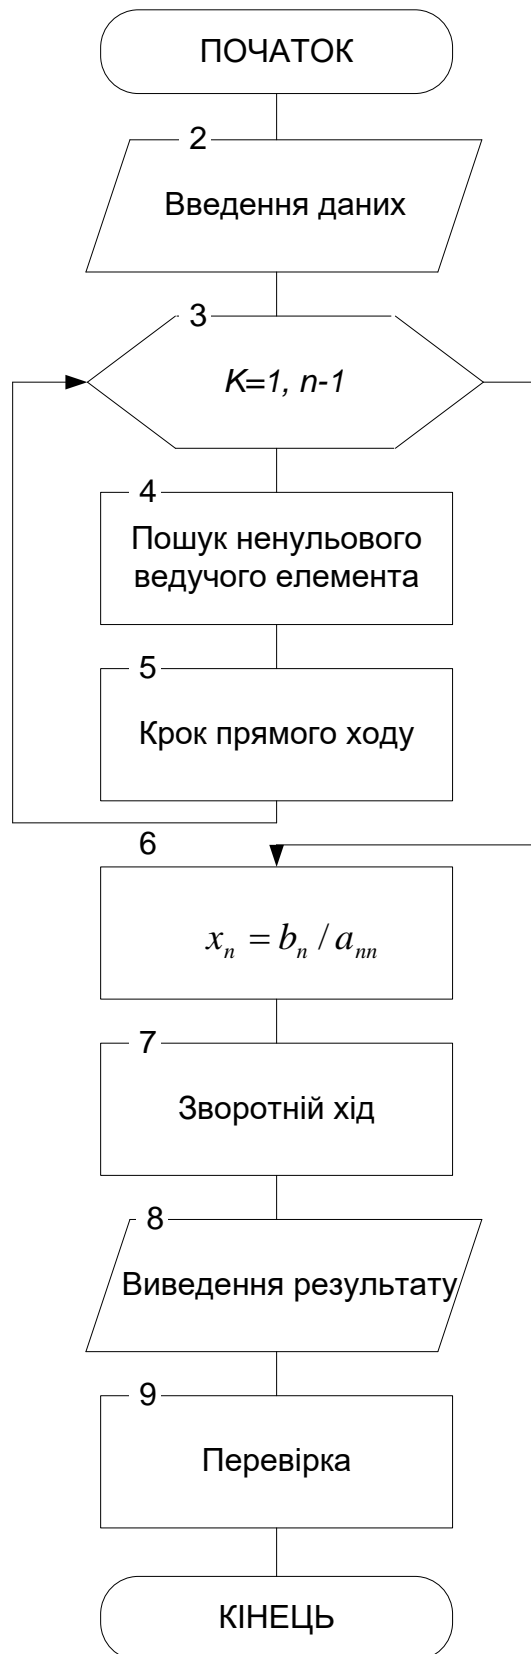 ПОЧАТОК
2
Введення даних
3
K=1, n-1
4
Пошук ненульового
ведучого елемента
5
Крок прямого ходу
6
x_n = b_n / a_nn
7
Зворотній хід
8
Виведення результату
9
Перевірка
КІНЕЦЬ